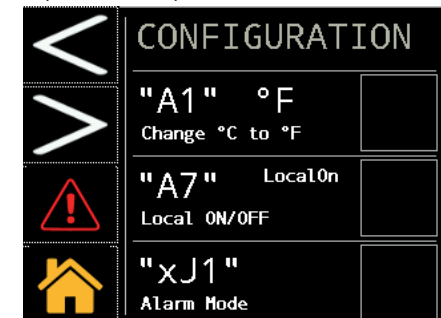 CONFIGURATION
"A1" °F
Change °C to °F
"A7" LocalOn
Local ON/OFF
"xJ1"
Alarm Mode